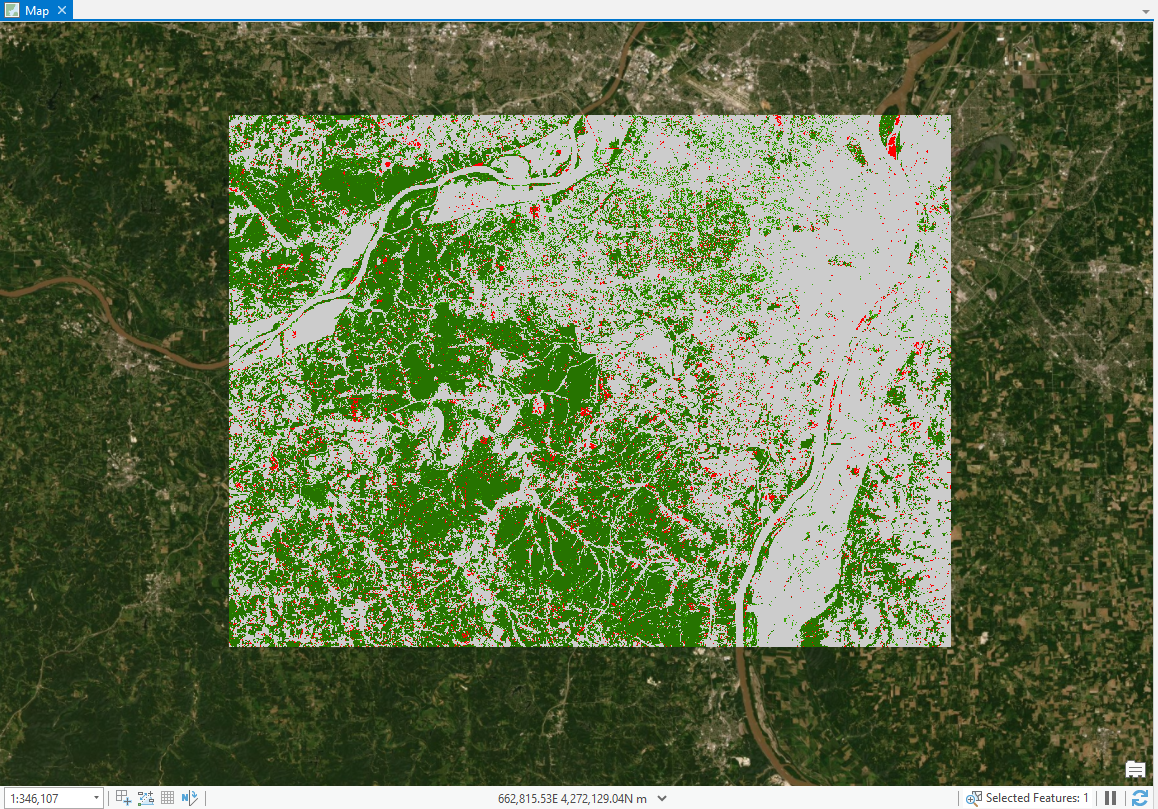 Map
1:346,107
662,815.53E 4,272,129.04N m
Selected Features: 1